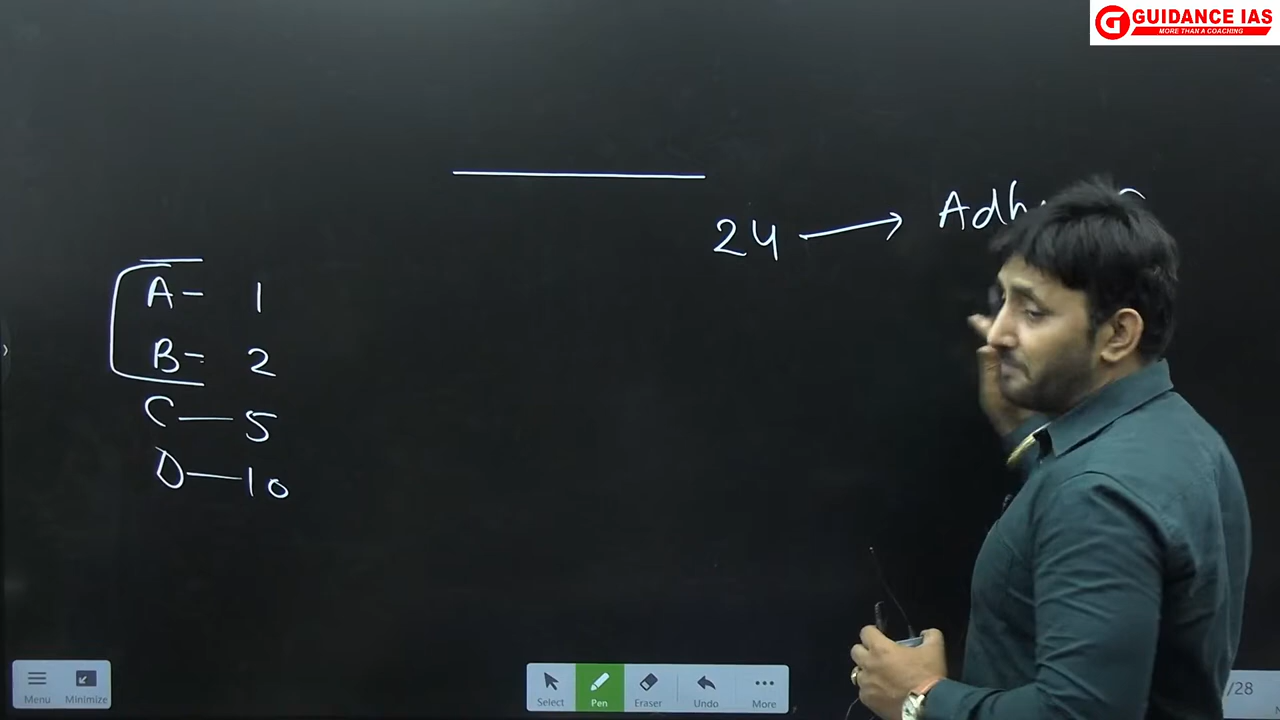 GUIDANCE IAS
MORE THAN A COACHING
24 → Adh
A- 1
B- 2
C — 5
D — 10
Menu
Minimize
Select
Pen
Eraser
Undo
More
/28